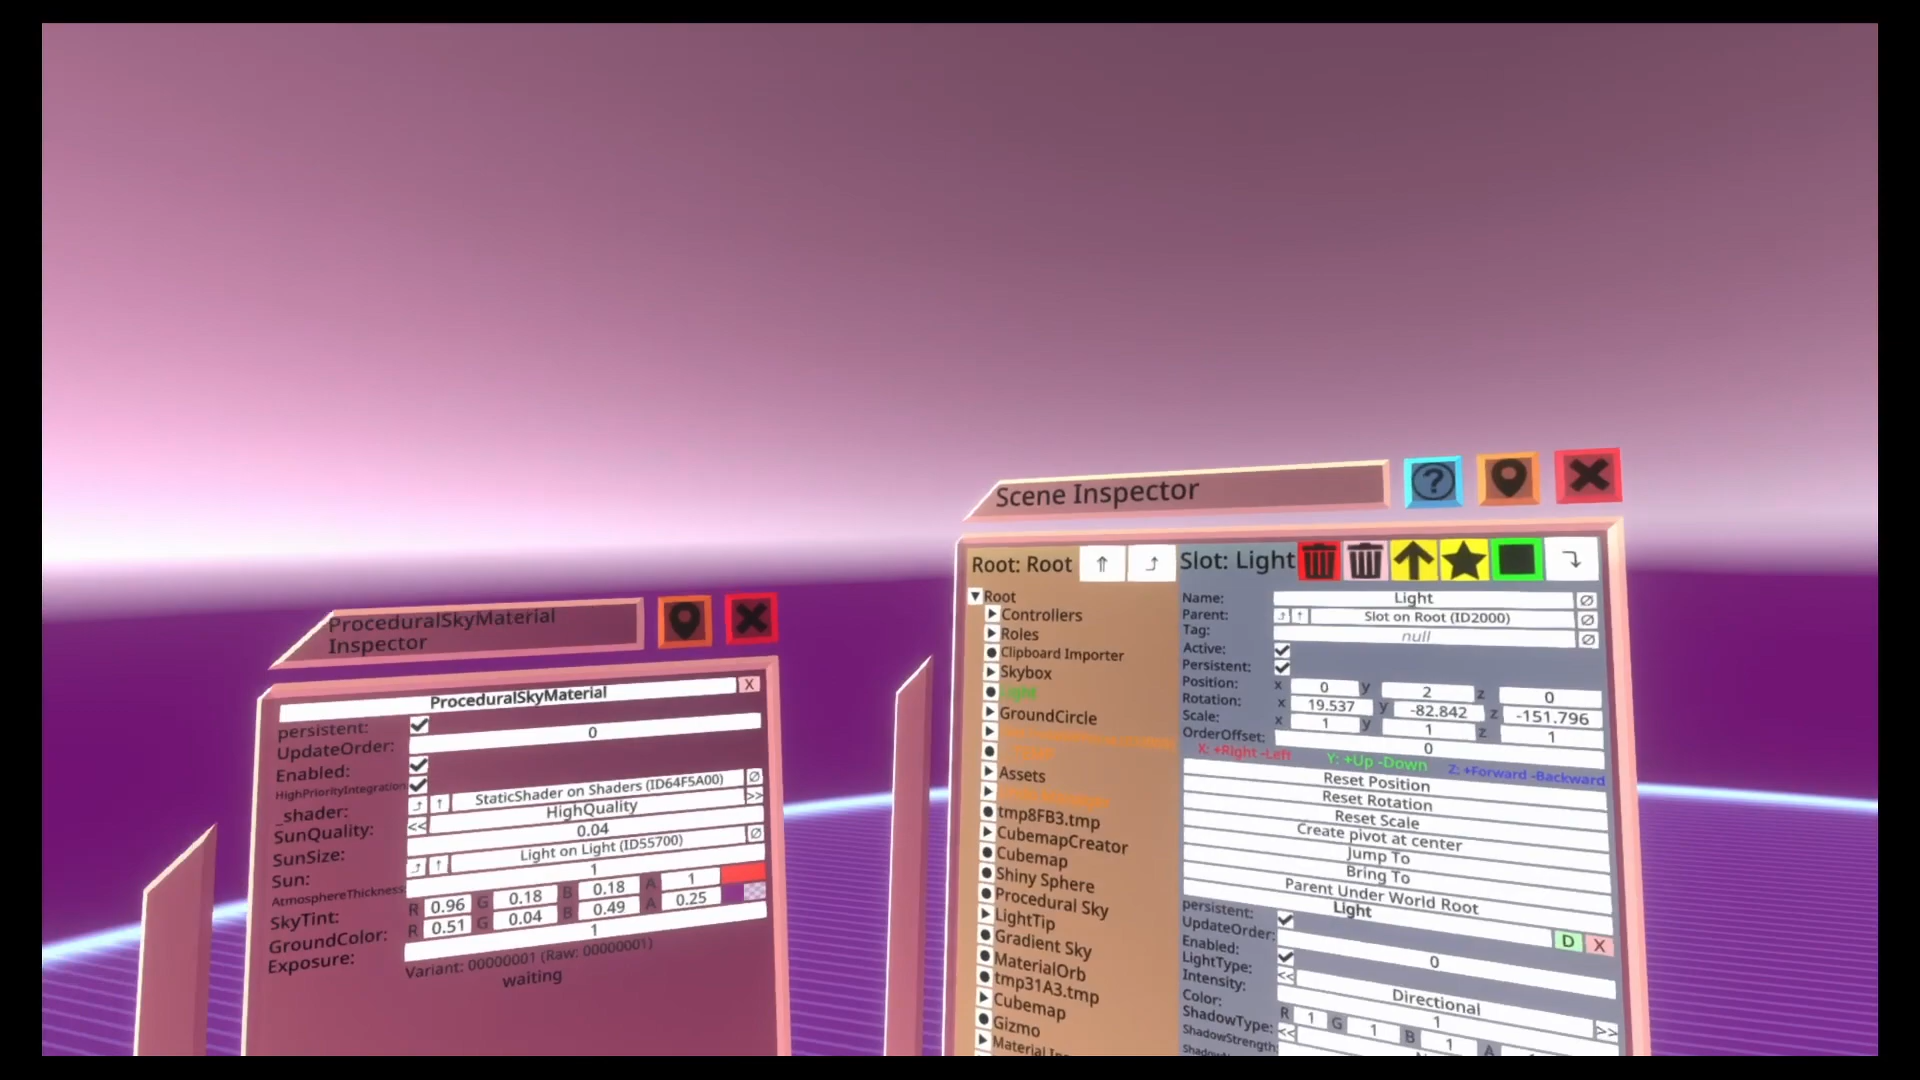 ProceduralSkyMaterial
Inspector
ProceduralSkyMaterial
X
persistent:
UpdateOrder:
0
Enabled:
HighPriorityIntegration:
_shader:
StaticShader on Shaders (ID64F5A00)
SunQuality:
<<
HighQuality
>>
SunSize:
0.04
Sun:
Light on Light (ID55700)
AtmosphereThickness:
1
SkyTint:
R 0.96 G 0.18 B 0.18 A 1
GroundColor:
R 0.51 G 0.04 B 0.49 A 0.25
Exposure:
1
Variant: 00000001 (Raw: 00000001)
waiting
Scene Inspector
?
Root: Root
Root
Controllers
Roles
Clipboard Importer
Skybox
Light
GroundCircle
Assets
tmp8FB3.tmp
CubemapCreator
Cubemap
Shiny Sphere
Procedural Sky
LightTip
Gradient Sky
MaterialOrb
tmp31A3.tmp
Cubemap
Gizmo
Slot: Light
Name: Light
Parent: Slot on Root (ID2000)
Tag: null
Active:
Persistent:
Position: x 0 y 2 z 0
Rotation: x 19.537 y -82.842 z -151.796
Scale: x 1 y 1 z 1
OrderOffset: 0
X: +Right -Left Y: +Up -Down Z: +Forward -Backward
Reset Position
Reset Rotation
Reset Scale
Create pivot at center
Jump To
Bring To
Parent Under World Root
Light
D X
persistent:
UpdateOrder: 0
Enabled:
LightType: << Directional >>
Intensity: 1
Color: R 1 G 1 B 1 A
ShadowType: <<
ShadowStrength: